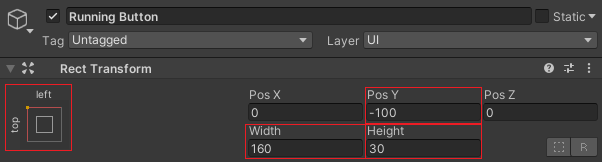 Running Button
Static
Tag Untagged Layer UI
Rect Transform
left
top
Pos X Pos Y Pos Z
0 -100 0
Width Height
160 30
R